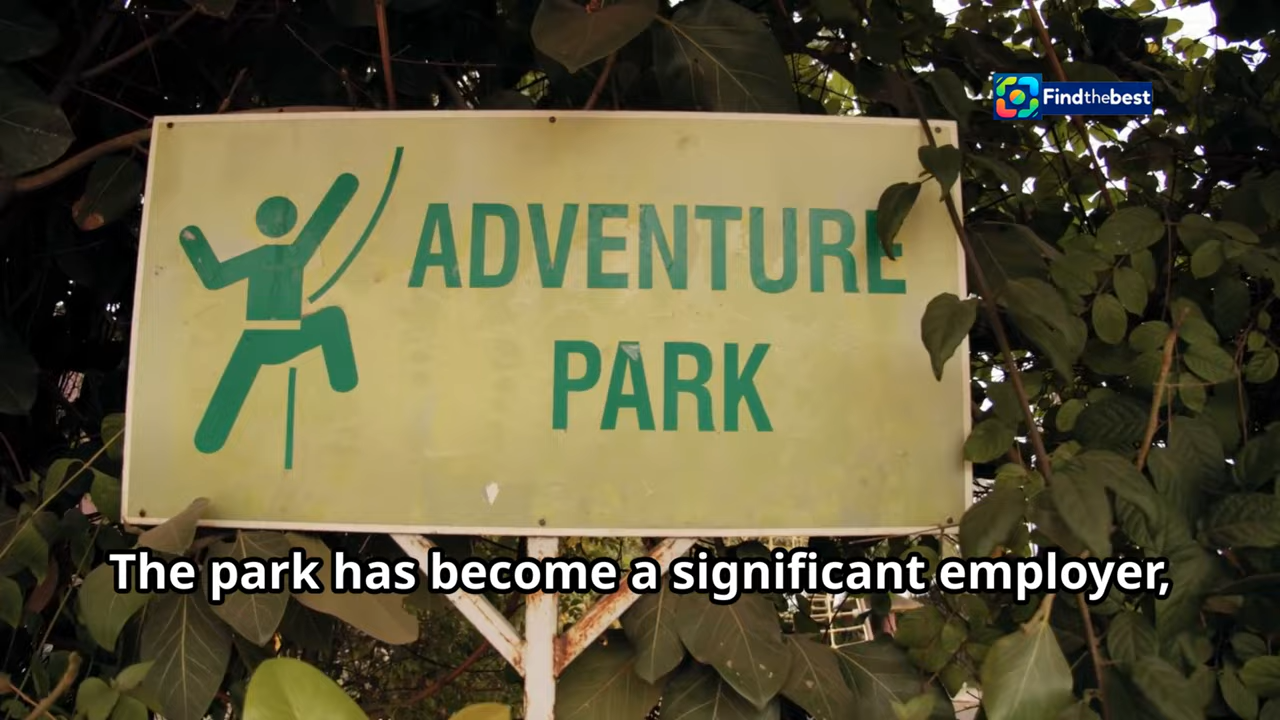 Findthebest
ADVENTURE
PARK
The park has become a significant employer,